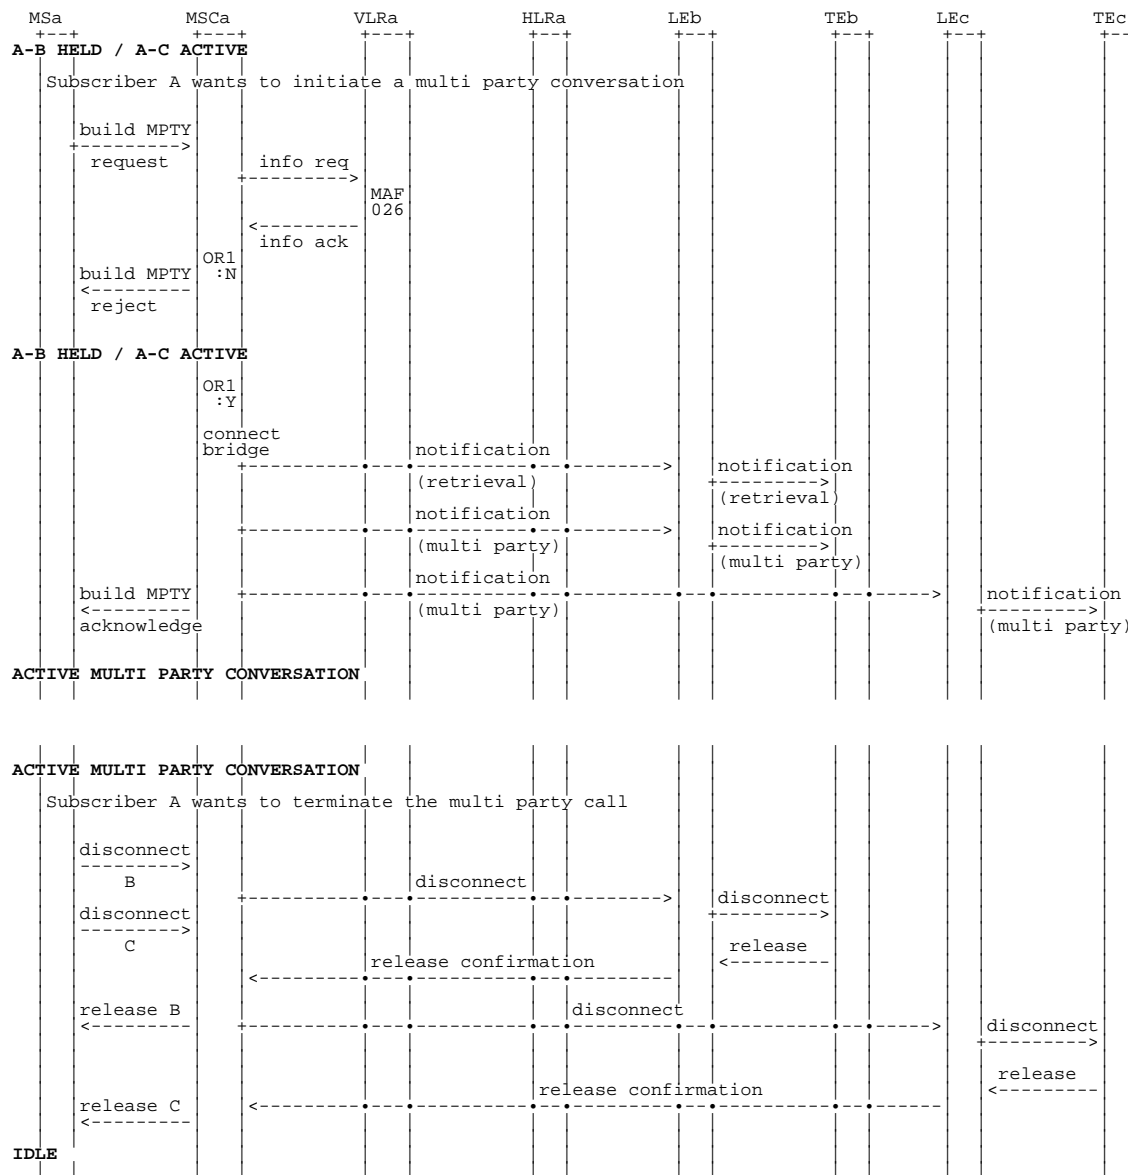 MSa MSCa VLRa HLRa LEb TEb LEc TEc
A-B HELD / A-C ACTIVE
Subscriber A wants to initiate a multi party conversation
build MPTY
request info req
MAF
026
info ack
OR1
build MPTY :N
reject
A-B HELD / A-C ACTIVE
OR1
:Y
connect
bridge notification
notification
(retrieval)
(retrieval)
notification
notification
(multi party)
(multi party)
notification
build MPTY notification
(multi party)
acknowledge (multi party)
ACTIVE MULTI PARTY CONVERSATION
ACTIVE MULTI PARTY CONVERSATION
Subscriber A wants to terminate the multi party call
disconnect
B disconnect
disconnect
disconnect
C release
release confirmation
release B disconnect
disconnect
release
release confirmation
release C
IDLE